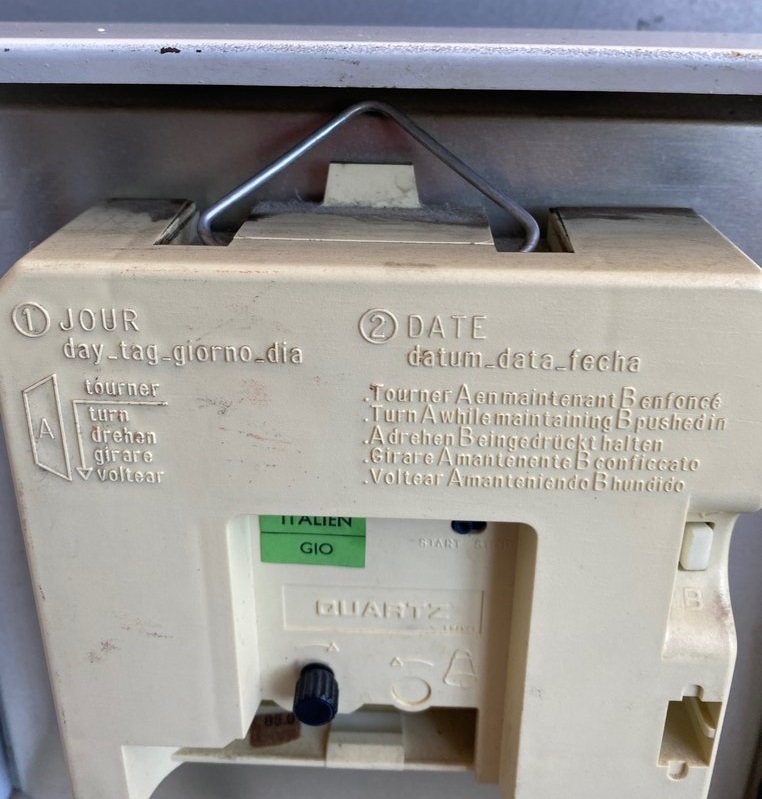 1 JOUR
day_tag_giorno_dia
tourner
turn
drehen
girare
voltear
A
2 DATE
datum_data_fecha
.Tourner A en maintenant B enfoncé
.Turn A while maintaining B pushed in
.A drehen B eingedrückt halten
.Girare A mantenente B conficcato
.Voltear A manteniendo B hundido
ITALIEN
GIO
START
QUARTZ
B